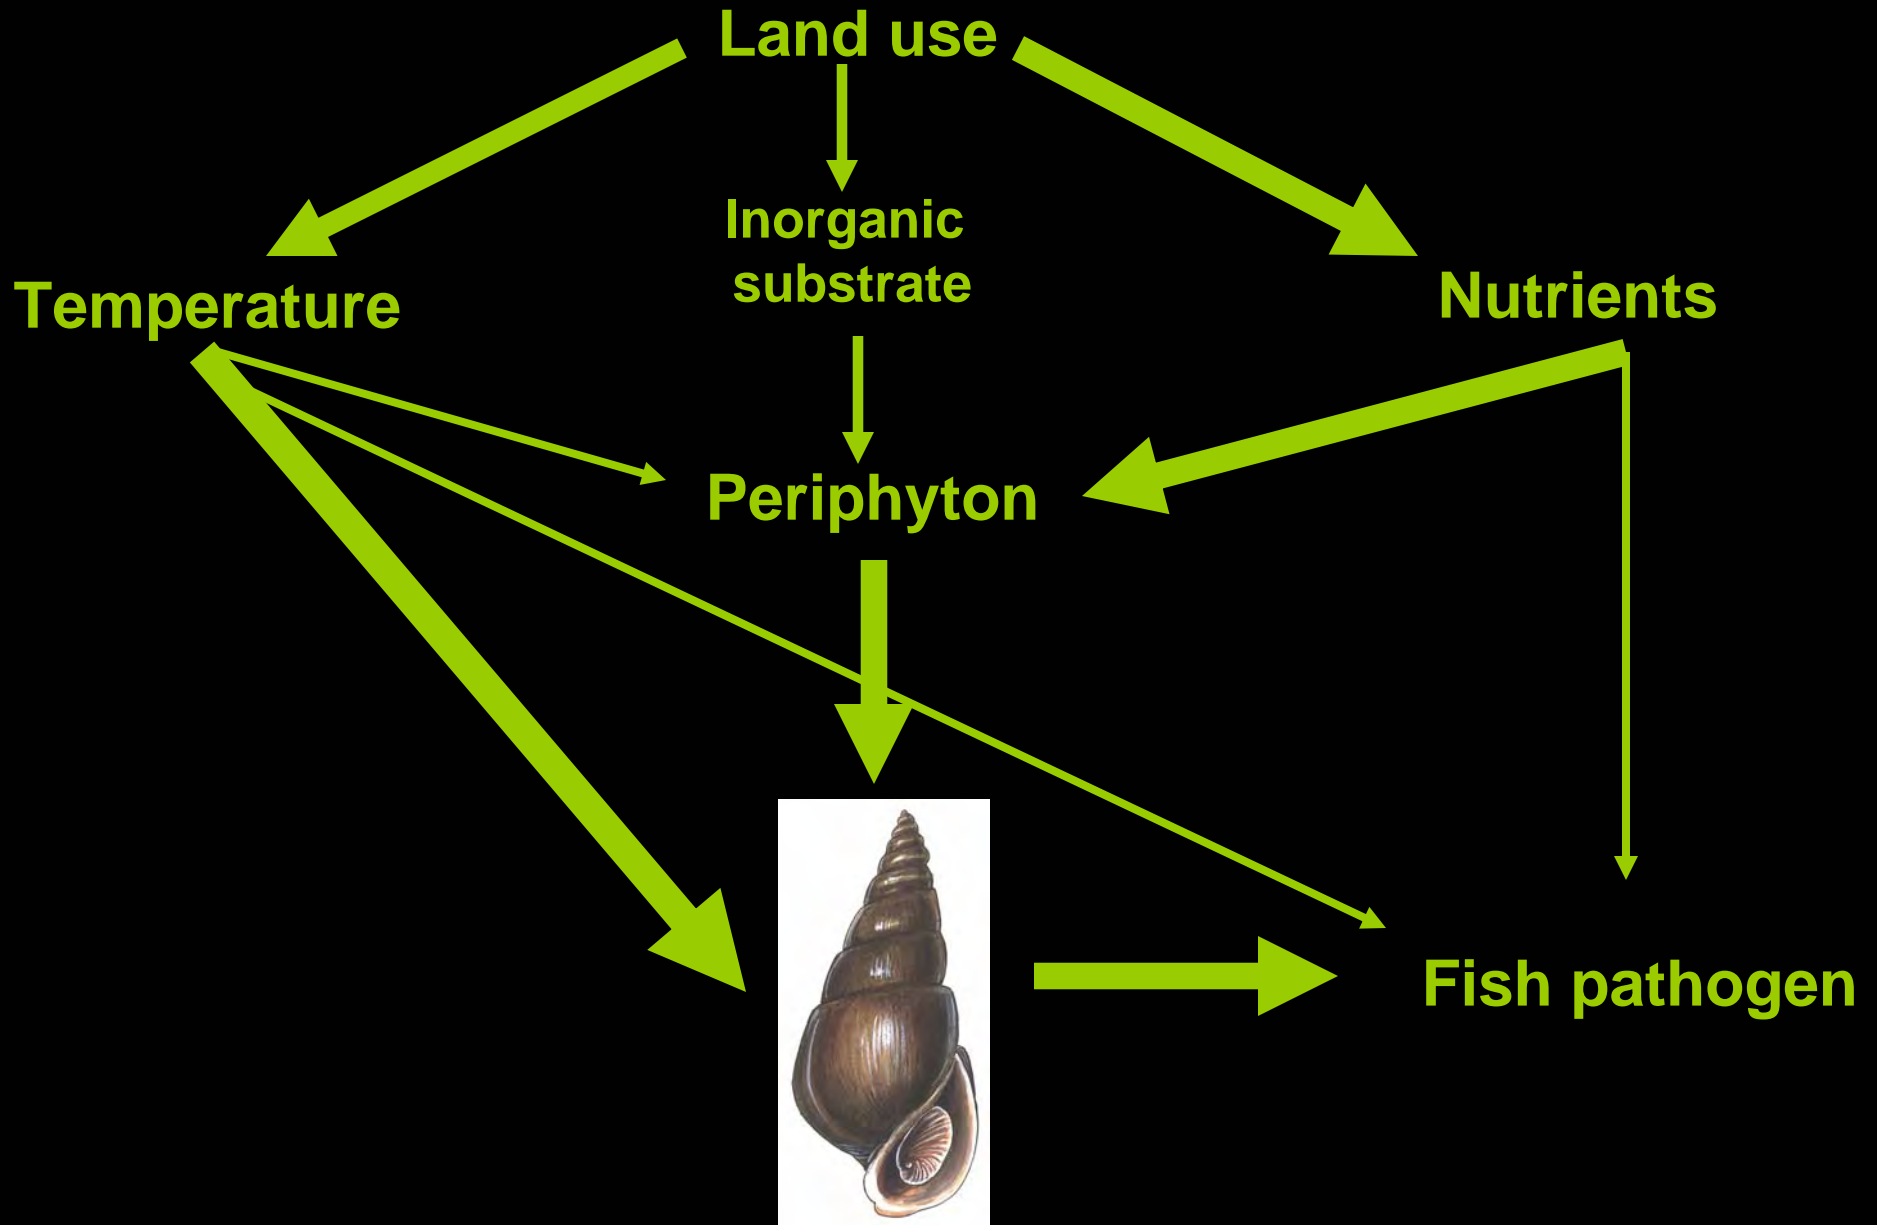 Land use
Inorganic
substrate
Temperature
Nutrients
Periphyton
Fish pathogen